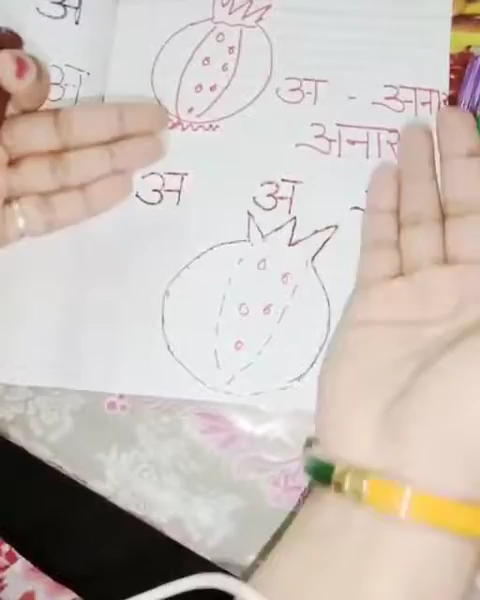 अ
अ
अ - अनार
अनार
अ अ